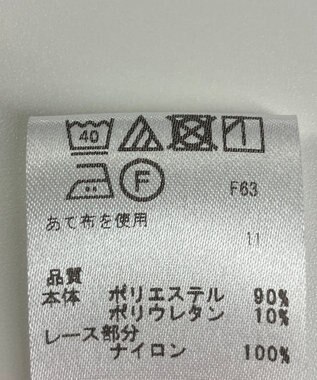 40
F F63
あて布を使用
11
品質
本体 ポリエステル 90%
ポリウレタン 10%
レース部分
ナイロン 100%